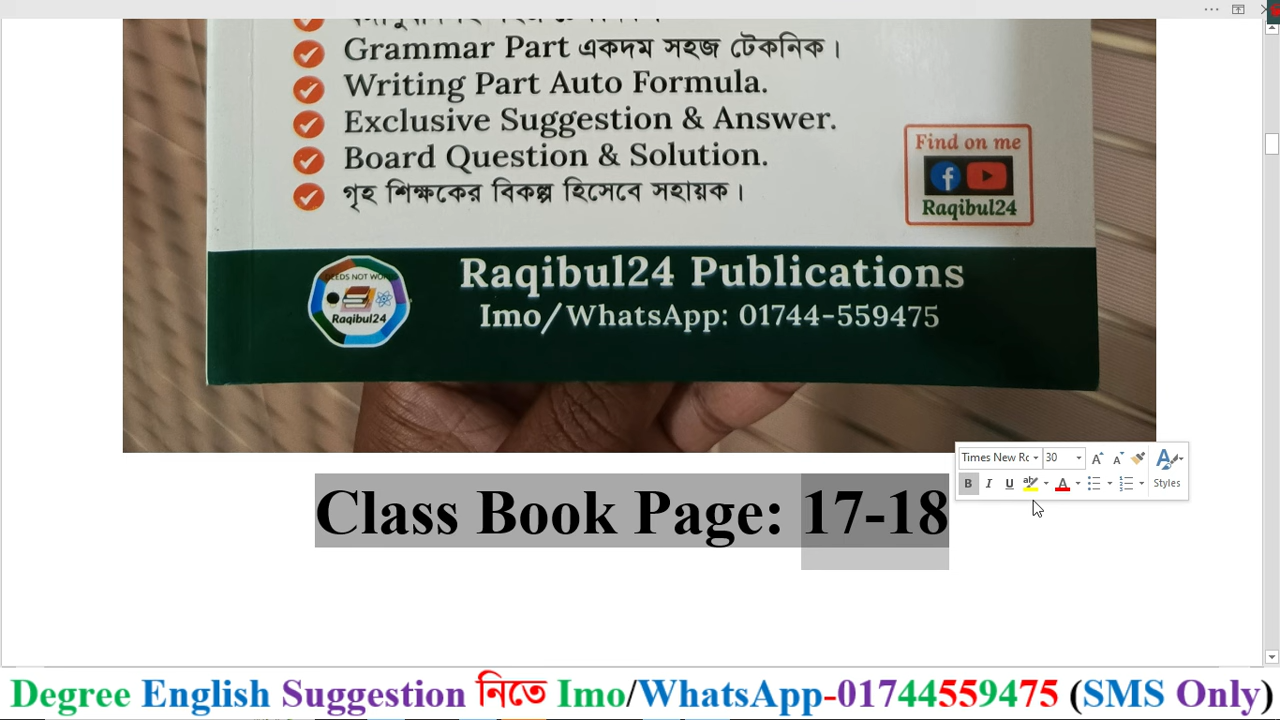 Grammar Part একদম সহজ টেকনিক।
Writing Part Auto Formula.
Exclusive Suggestion & Answer.
Board Question & Solution.
গৃহ শিক্ষকের বিকল্প হিসেবে সহায়ক।
Find on me
Raqibul24
Raqibul24 Publications
Imo/WhatsApp: 01744-559475
Raqibul24
Times New Rc 30
Styles
Class Book Page: 17-18
Degree English Suggestion নিতে Imo/WhatsApp-01744559475 (SMS Only)